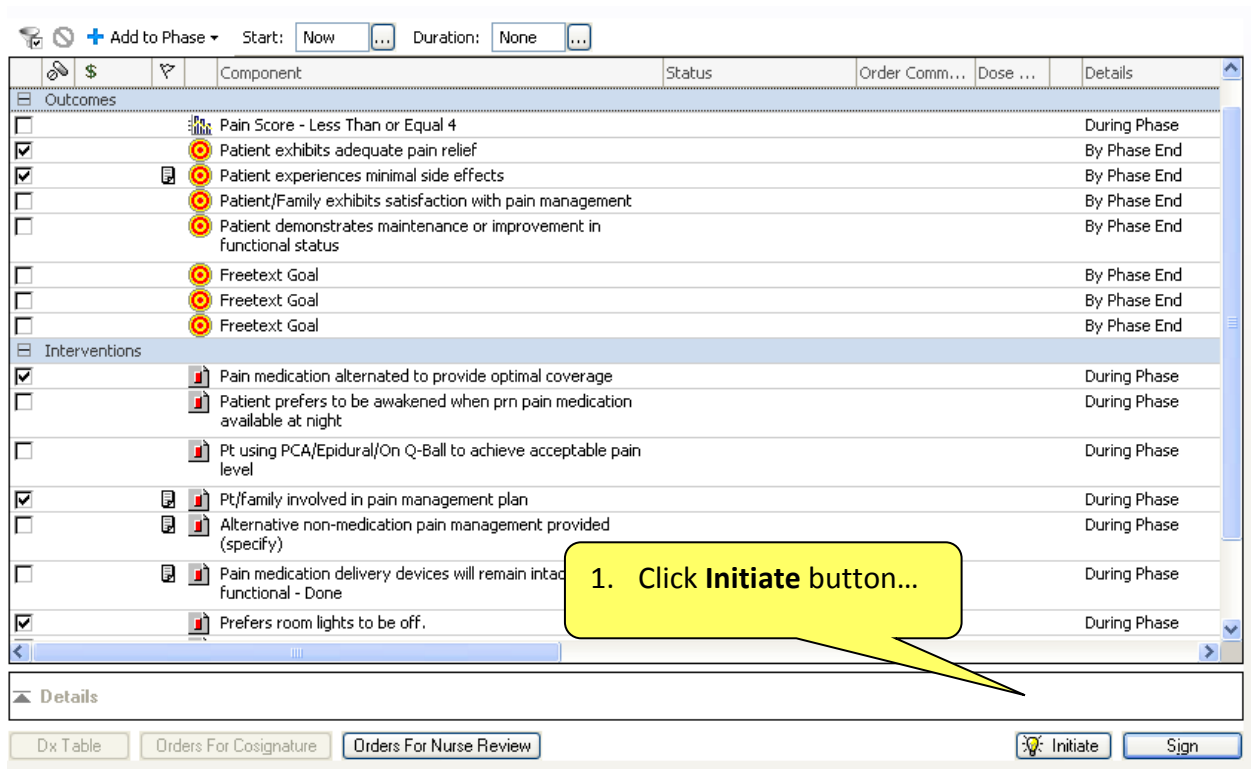 Add to Phase Start: Now ... Duration: None ...
$ Component Status Order Comm... Dose ... Details
Outcomes
Pain Score - Less Than or Equal 4 During Phase
Patient exhibits adequate pain relief By Phase End
Patient experiences minimal side effects By Phase End
Patient/Family exhibits satisfaction with pain management By Phase End
Patient demonstrates maintenance or improvement in By Phase End
functional status
Freetext Goal By Phase End
Freetext Goal By Phase End
Freetext Goal By Phase End
Interventions
Pain medication alternated to provide optimal coverage During Phase
Patient prefers to be awakened when prn pain medication During Phase
available at night
Pt using PCA/Epidural/On Q-Ball to achieve acceptable pain During Phase
level
Pt/family involved in pain management plan During Phase
Alternative non-medication pain management provided During Phase
(specify)
Pain medication delivery devices will remain During Phase
functional - Done
1. Click Initiate button...
Prefers room lights to be off. During Phase
Details
Dx Table Orders For Cosignature Orders For Nurse Review Initiate Sign